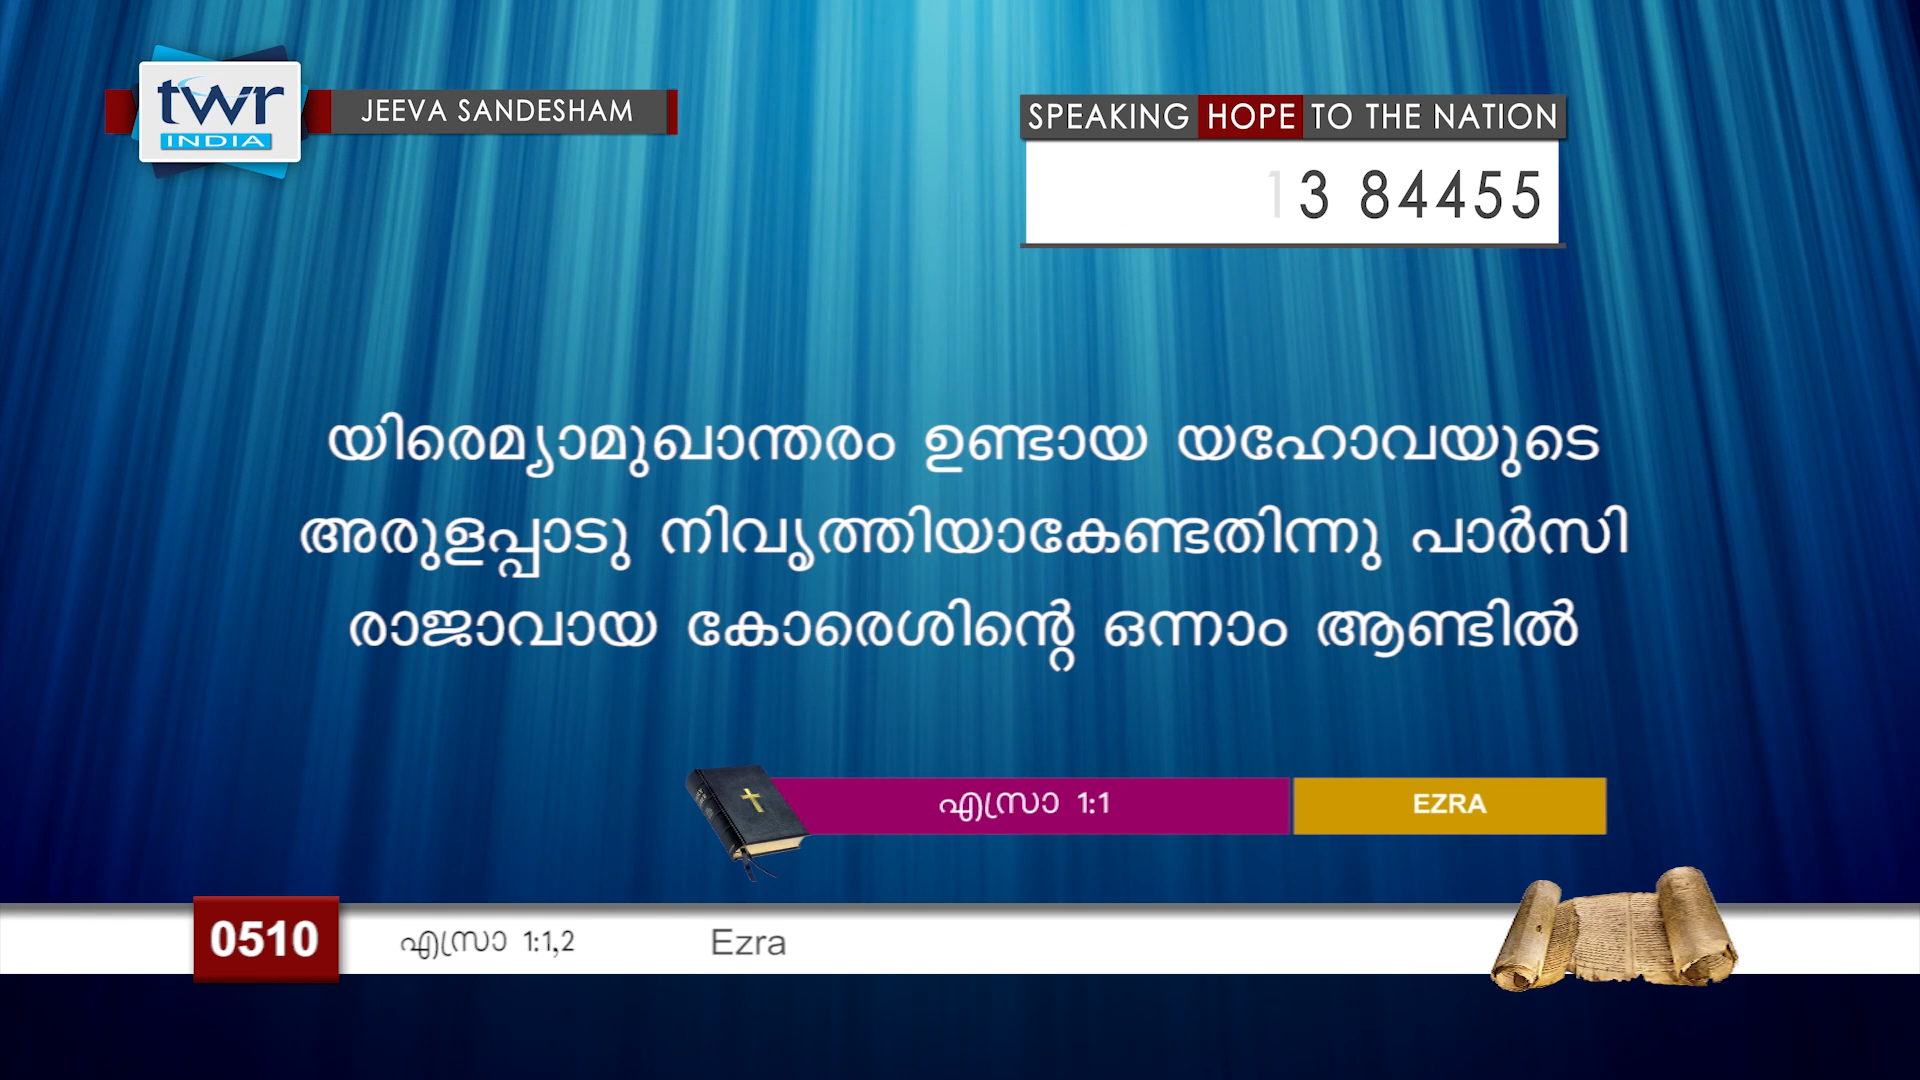 twr
INDIA
JEEVA SANDESHAM
SPEAKING HOPE TO THE NATION
13 84455
യിരെമ്യാമുഖാന്തരം ഉണ്ടായ യഹോവയുടെ
അരുളപ്പാടു നിവൃത്തിയാകേണ്ടതിന്നു പാർസി
രാജാവായ കോരെശിന്റെ ഒന്നാം ആണ്ടിൽ
എസ്രാ 1:1
EZRA
0510
എസ്രാ 1:1,2
Ezra